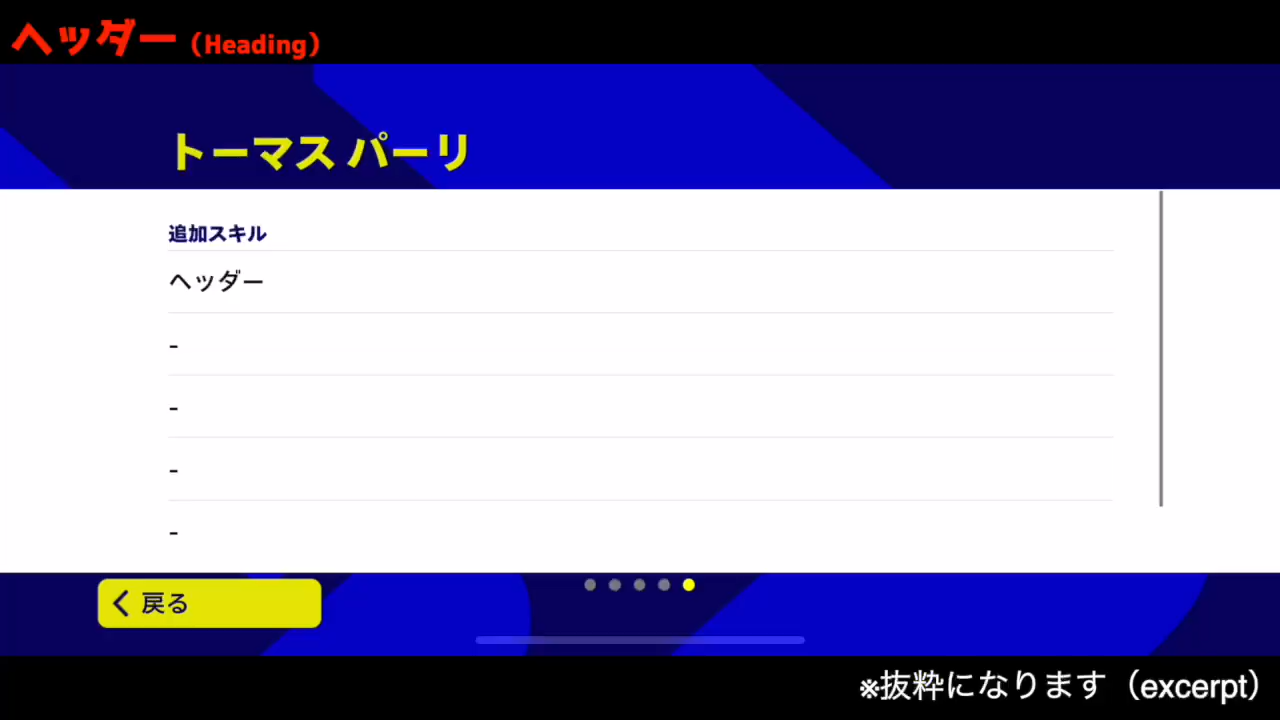 ヘッダー（Heading）
トーマス パーリ
追加スキル
ヘッダー
-
-
-
-
戻る
※抜粋になります（excerpt）